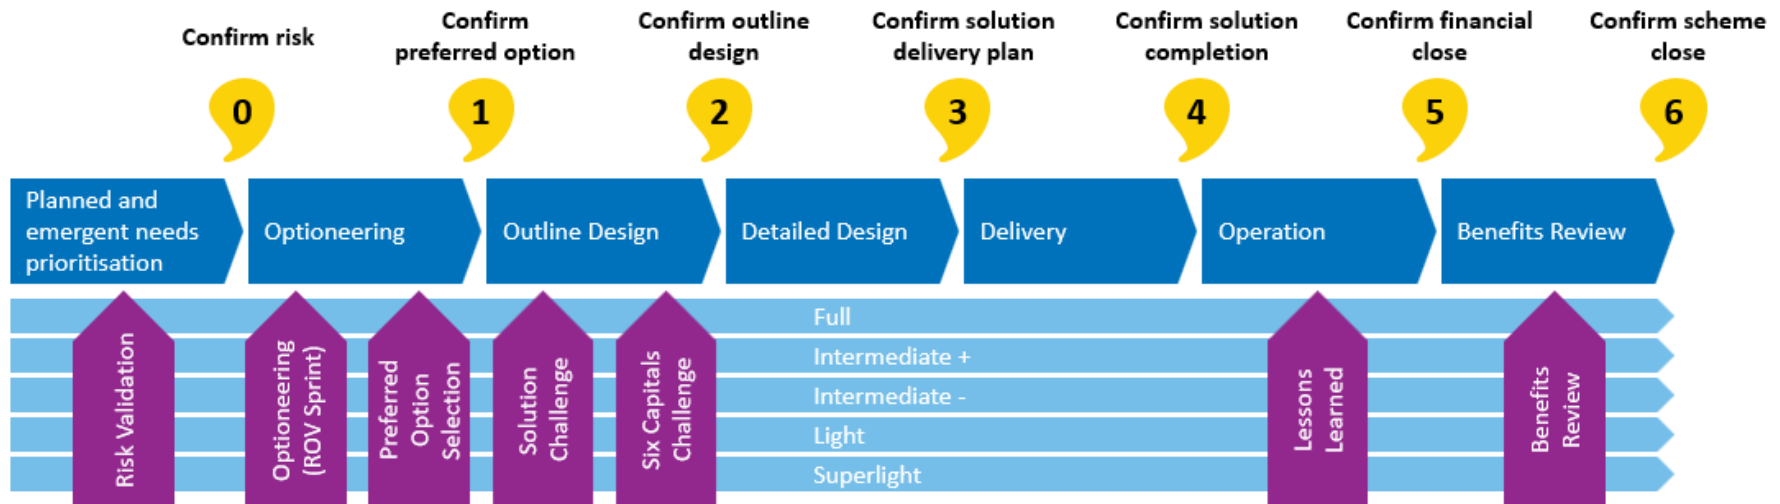 Confirm risk
Confirm
preferred option
Confirm outline
design
Confirm solution
delivery plan
Confirm solution
completion
Confirm financial
close
Confirm scheme
close
0
1
2
3
4
5
6
Planned and
emergent needs
prioritisation
Optioneering
Outline Design
Detailed Design
Delivery
Operation
Benefits Review
Full
Intermediate +
Intermediate -
Light
Superlight
Risk Validation
Optioneering
(ROV Sprint)
Preferred
Option
Selection
Solution
Challenge
Six Capitals
Challenge
Lessons
Learned
Benefits
Review